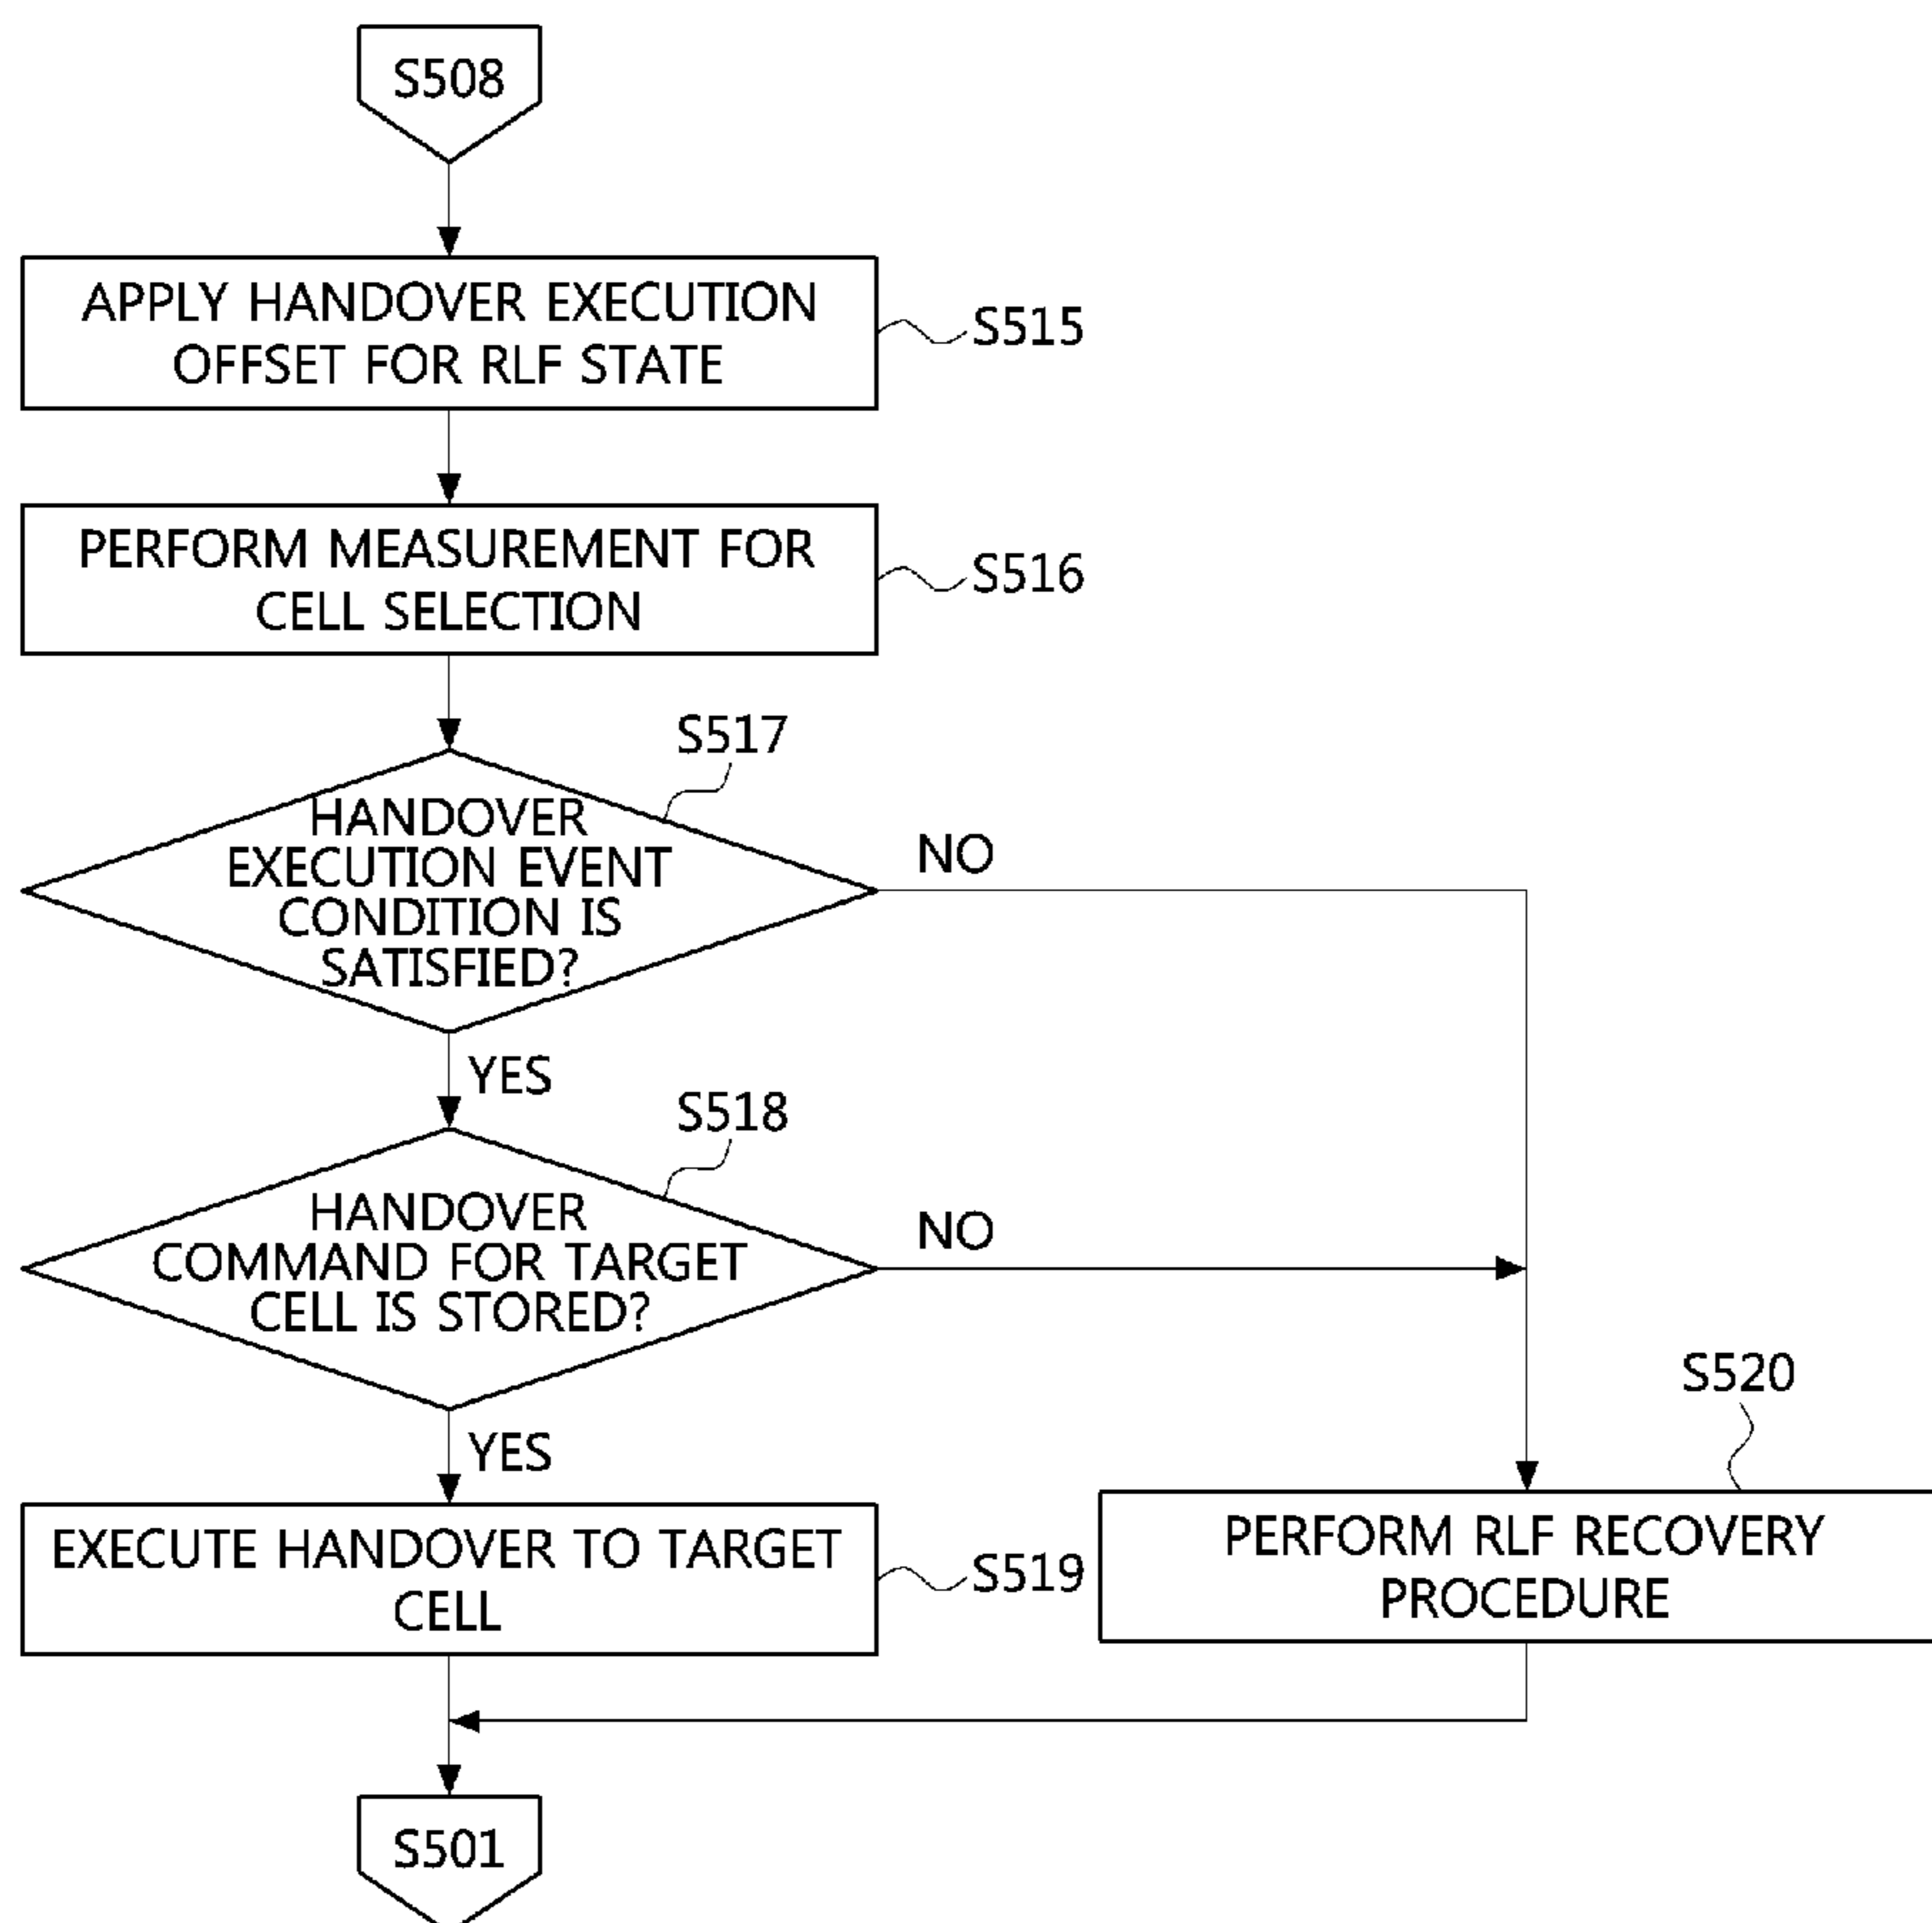 S508
APPLY HANDOVER EXECUTION
OFFSET FOR RLF STATE
S515
PERFORM MEASUREMENT FOR
CELL SELECTION
S516
S517
HANDOVER
EXECUTION EVENT
CONDITION IS
SATISFIED?
NO
YES
S518
HANDOVER
COMMAND FOR TARGET
CELL IS STORED?
NO
YES
S520
EXECUTE HANDOVER TO TARGET
CELL
S519
PERFORM RLF RECOVERY
PROCEDURE
S501